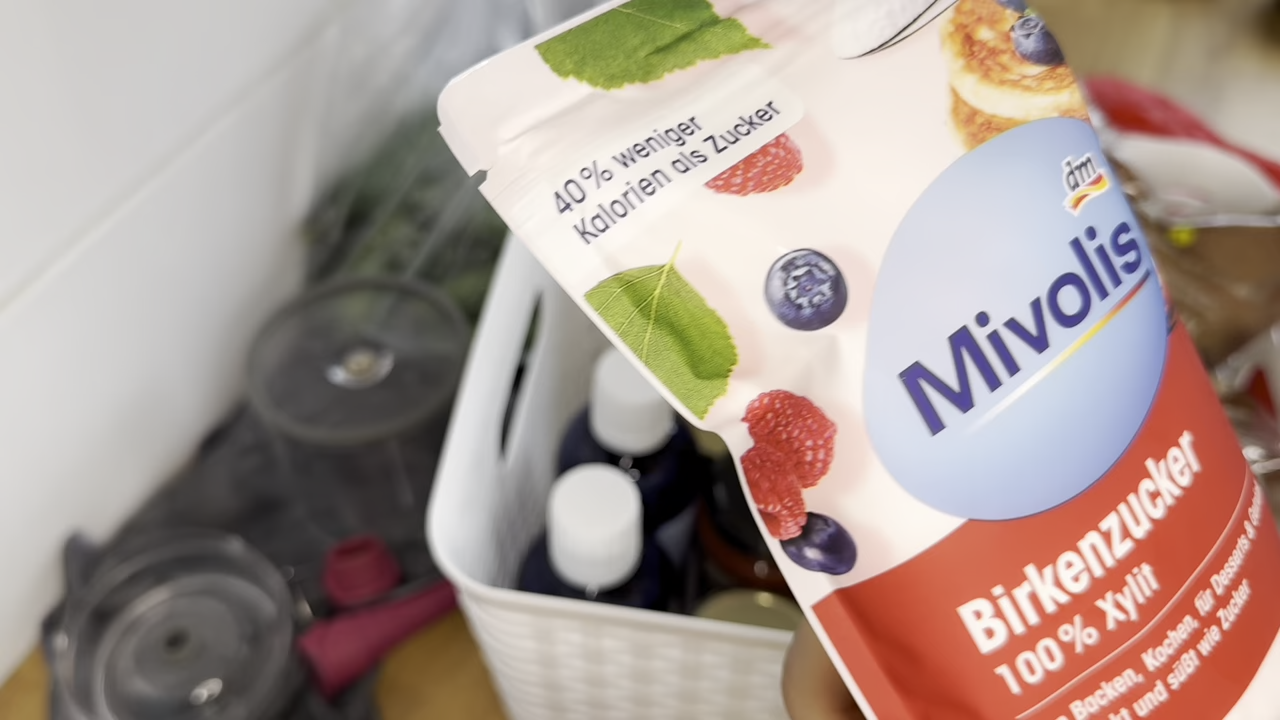 40% weniger
Kalorien als Zucker
dm
Mivolis
Birkenzucker
100% Xylit
Backen, Kochen, für Desserts &
und süßt wie Zucker